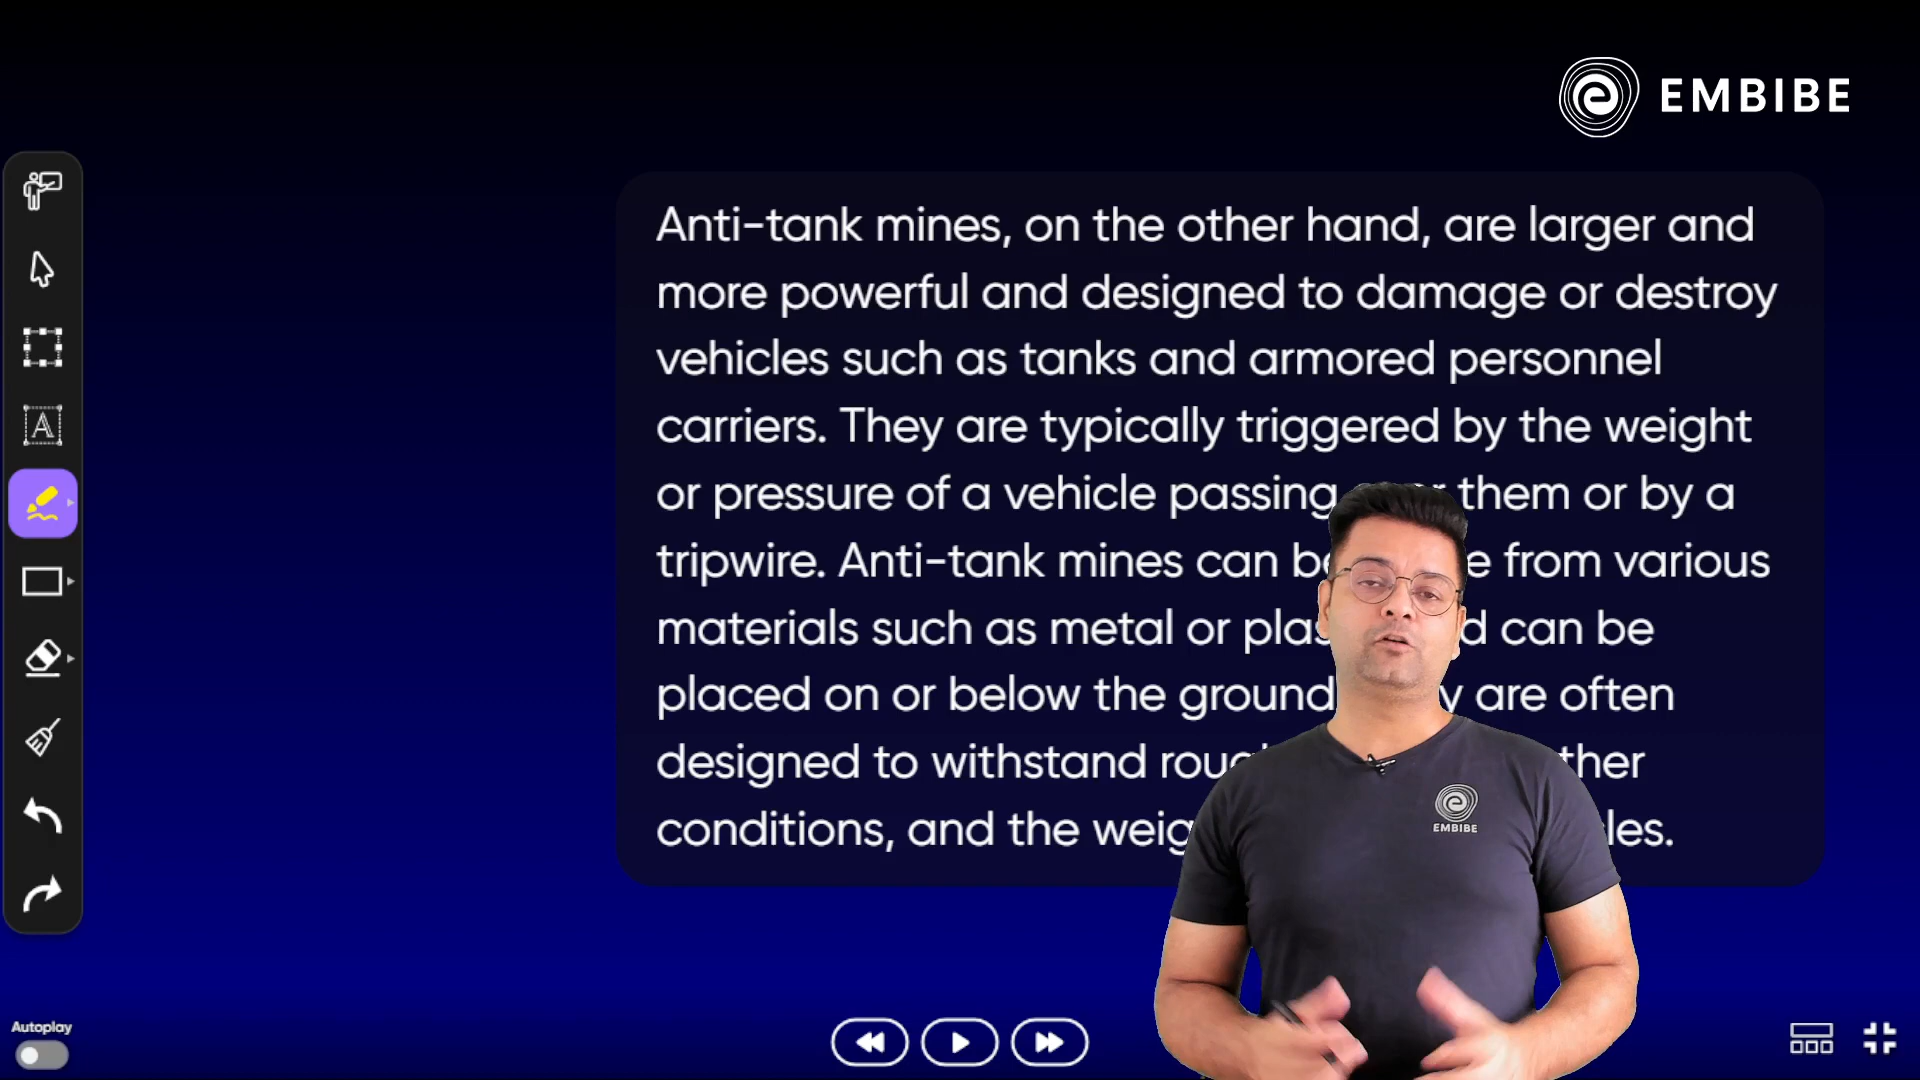 EMBIBE
Anti-tank mines, on the other hand, are larger and
more powerful and designed to damage or destroy
vehicles such as tanks and armored personnel
carriers. They are typically triggered by the weight
or pressure of a vehicle passing them or by a
tripwire. Anti-tank mines can from various
materials such as metal or can be
placed on or below the ground are often
designed to withstand
conditions, and the
EMBIBE
Autoplay